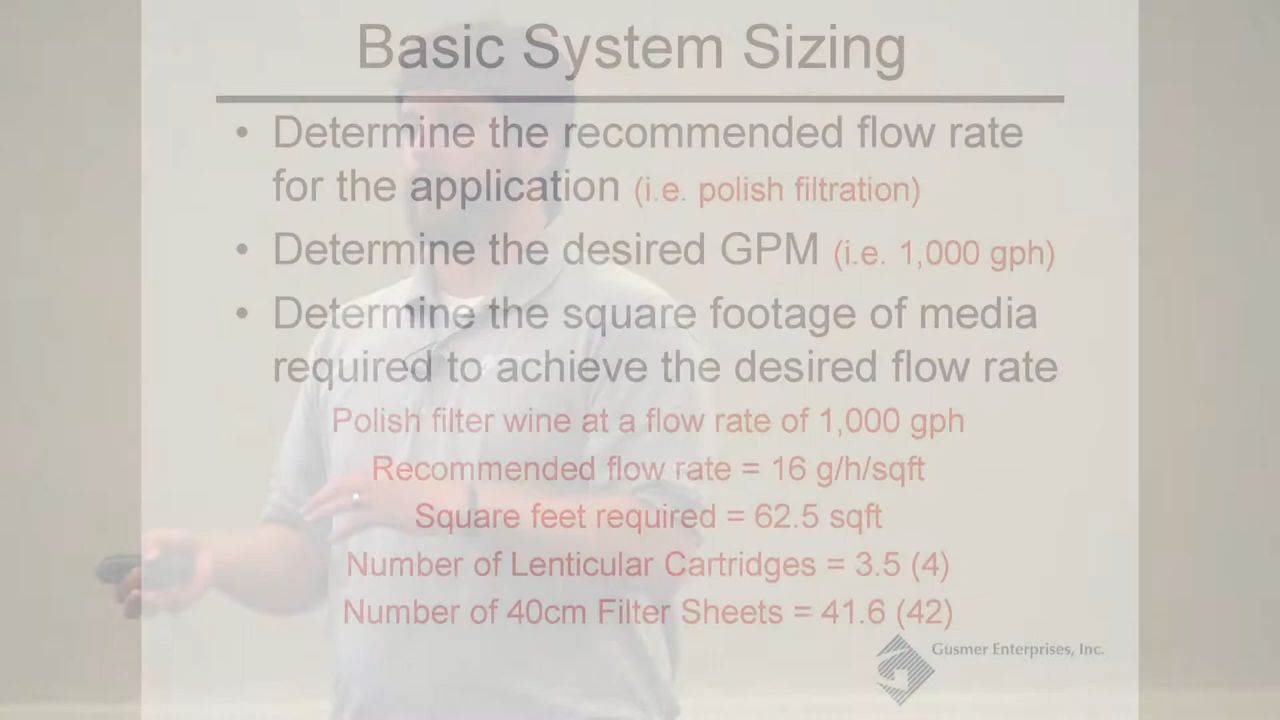 Basic System Sizing
• Determine the recommended flow rate
for the application (i.e. polish filtration)
• Determine the desired GPM (i.e. 1,000 gph)
• Determine the square footage of media
required to achieve the desired flow rate
Polish filter wine at a flow rate of 1,000 gph
Recommended flow rate = 16 g/h/sqft
Square feet required = 62.5 sqft
Number of Lenticular Cartridges = 3.5 (4)
Number of 40cm Filter Sheets = 41.6 (42)
Gusmer Enterprises, Inc.